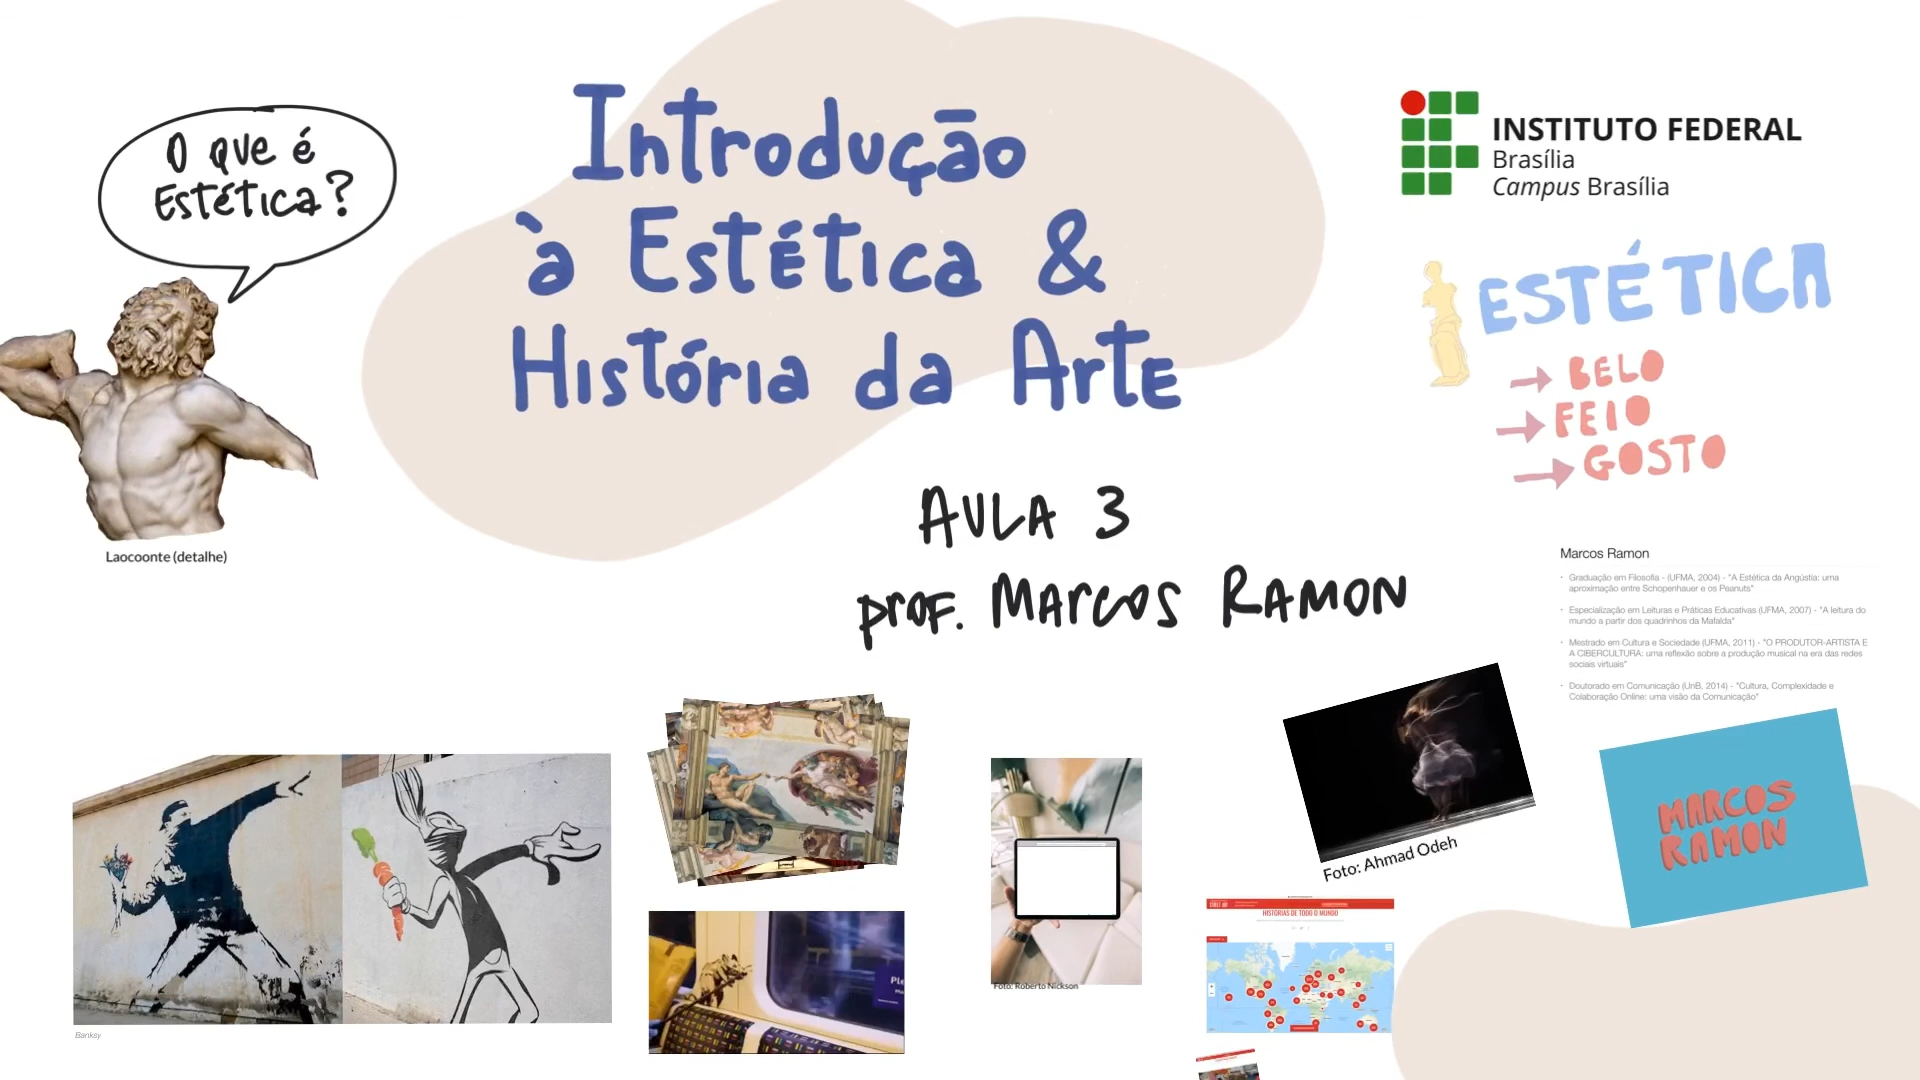 O que é
Estética?
Laocoonte (detalhe)
Introdução
à Estética &
História da Arte
AULA 3
prof. MARCOS RAMON
INSTITUTO FEDERAL
Brasília
Campus Brasília
ESTÉTICA
BELO
FEIO
GOSTO
Marcos Ramon
• Graduação em Filosofia - (UFMA, 2004) - "A Estética da Angústia: uma
aproximação entre Schopenhauer e os Peanuts"
• Especialização em Leituras e Práticas Educativas (UFMA, 2007) - "A leitura do
mundo a partir dos quadrinhos da Mafalda"
• Mestrado em Cultura e Sociedade (UFMA, 2011) - "O PRODUTOR-ARTISTA E
A CIBERCULTURA: uma reflexão sobre a produção musical na era das redes
sociais virtuais"
• Doutorado em Comunicação (UnB, 2014) - "Cultura, Complexidade e
Colaboração Online: uma visão da Comunicação"
Banksy
Foto: Roberto Nickson
Foto: Ahmad Odeh
HISTÓRIAS DE TODO O MUNDO
MARCOS
RAMON